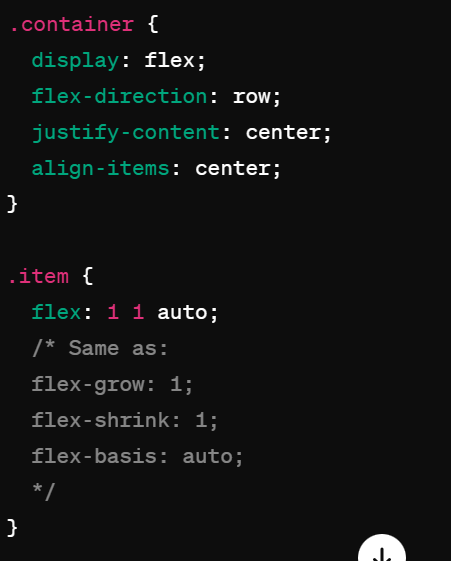 .container {
  display: flex;
  flex-direction: row;
  justify-content: center;
  align-items: center;
}

.item {
  flex: 1 1 auto;
  /* Same as:
  flex-grow: 1;
  flex-shrink: 1;
  flex-basis: auto;
  */
}